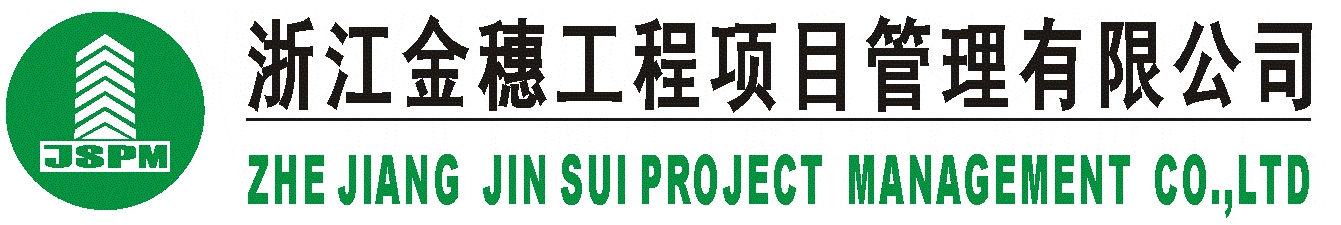 JSPM
浙江金穗工程项目管理有限公司
ZHE JIANG JIN SUI PROJECT MANAGEMENT CO.,LTD